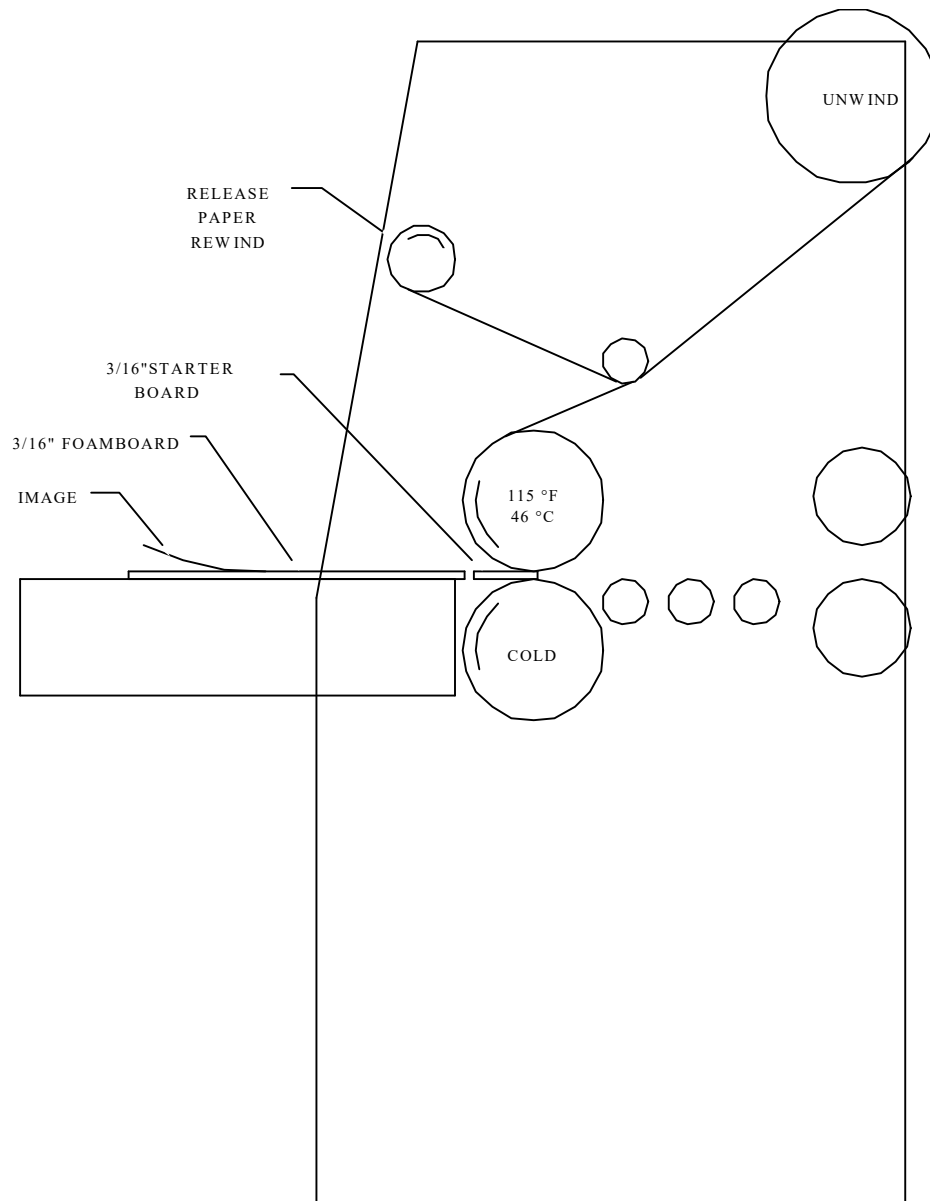 UNWIND
RELEASE
PAPER
REWIND
3/16"STARTER
BOARD
3/16" FOAMBOARD
IMAGE
115 °F
46 °C
COLD